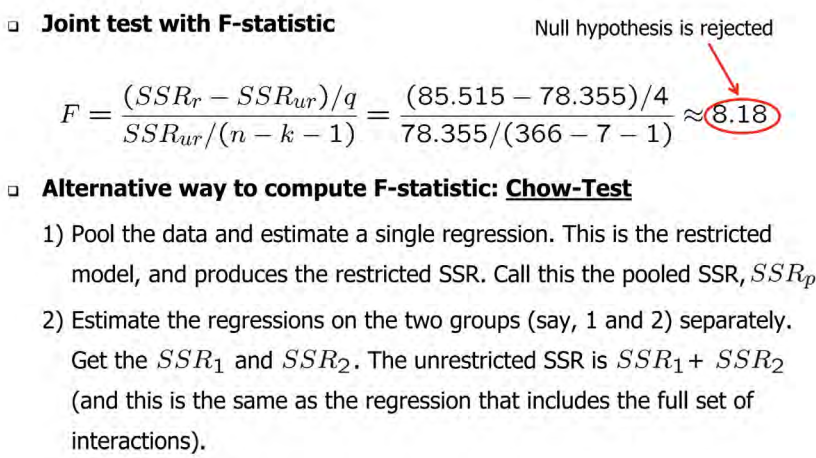 ❑ Joint test with F-statistic
Null hypothesis is rejected
F = \frac{(SSR_r − SSR_{ur})/q}{SSR_{ur}/(n − k − 1)} = \frac{(85.515 − 78.355)/4}{78.355/(366 − 7 − 1)} ≈ 8.18
❑ Alternative way to compute F-statistic: Chow-Test
1) Pool the data and estimate a single regression. This is the restricted
model, and produces the restricted SSR. Call this the pooled SSR, SSR_p
2) Estimate the regressions on the two groups (say, 1 and 2) separately.
Get the SSR_1 and SSR_2. The unrestricted SSR is SSR_1 + SSR_2
(and this is the same as the regression that includes the full set of
interactions).